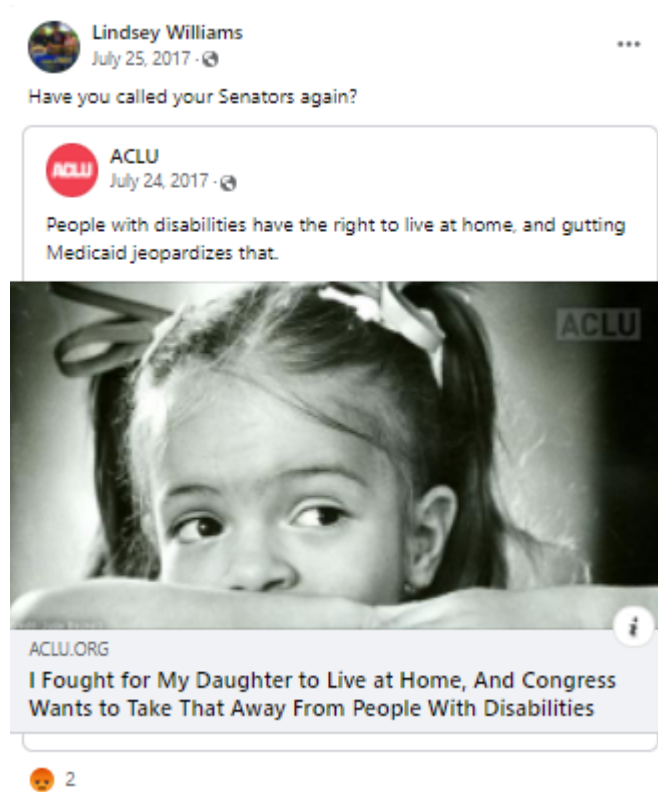 Lindsey Williams
July 25, 2017 ·
Have you called your Senators again?
ACLU
ACLU
July 24, 2017 ·
People with disabilities have the right to live at home, and gutting
Medicaid jeopardizes that.
ACLU
ACLU.ORG
I Fought for My Daughter to Live at Home, And Congress
Wants to Take That Away From People With Disabilities
2